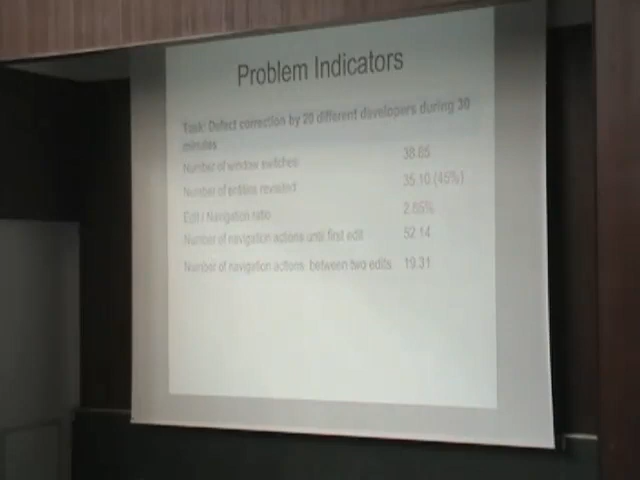 Problem Indicators
Task: Defect correction by 20 different developers during 30
minutes
Number of window switches 38.65
Number of entities revisited 35.10 (45%)
Edit / Navigation ratio 2.65%
Number of navigation actions until first edit 52.14
Number of navigation actions between two edits 19.31